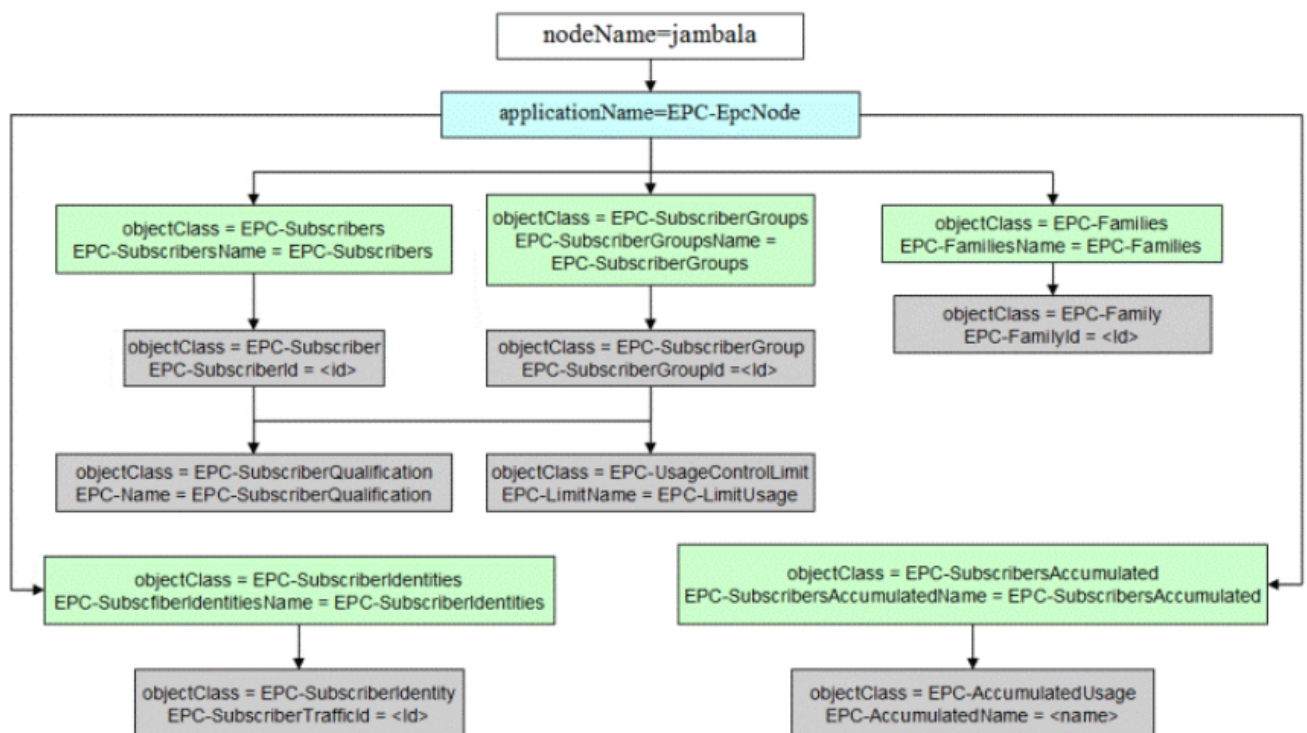 nodeName=jambala
applicationName=EPC-EpcNode
objectClass = EPC-Subscribers
EPC-SubscribersName = EPC-Subscribers
objectClass = EPC-SubscriberGroups
EPC-SubscriberGroupsName =
EPC-SubscriberGroups
objectClass = EPC-Families
EPC-FamiliesName = EPC-Families
objectClass = EPC-Subscriber
EPC-SubscriberId = <id>
objectClass = EPC-SubscriberGroup
EPC-SubscriberGroupId =<Id>
objectClass = EPC-Family
EPC-FamilyId = <Id>
objectClass = EPC-SubscriberQualification
EPC-Name = EPC-SubscriberQualification
objectClass = EPC-UsageControlLimit
EPC-LimitName = EPC-LimitUsage
objectClass = EPC-SubscriberIdentities
EPC-SubscfiberIdentitiesName = EPC-SubscriberIdentities
objectClass = EPC-SubscribersAccumulated
EPC-SubscribersAccumulatedName = EPC-SubscribersAccumulated
objectClass = EPC-SubscriberIdentity
EPC-SubscriberTrafficId = <Id>
objectClass = EPC-AccumulatedUsage
EPC-AccumulatedName = <name>